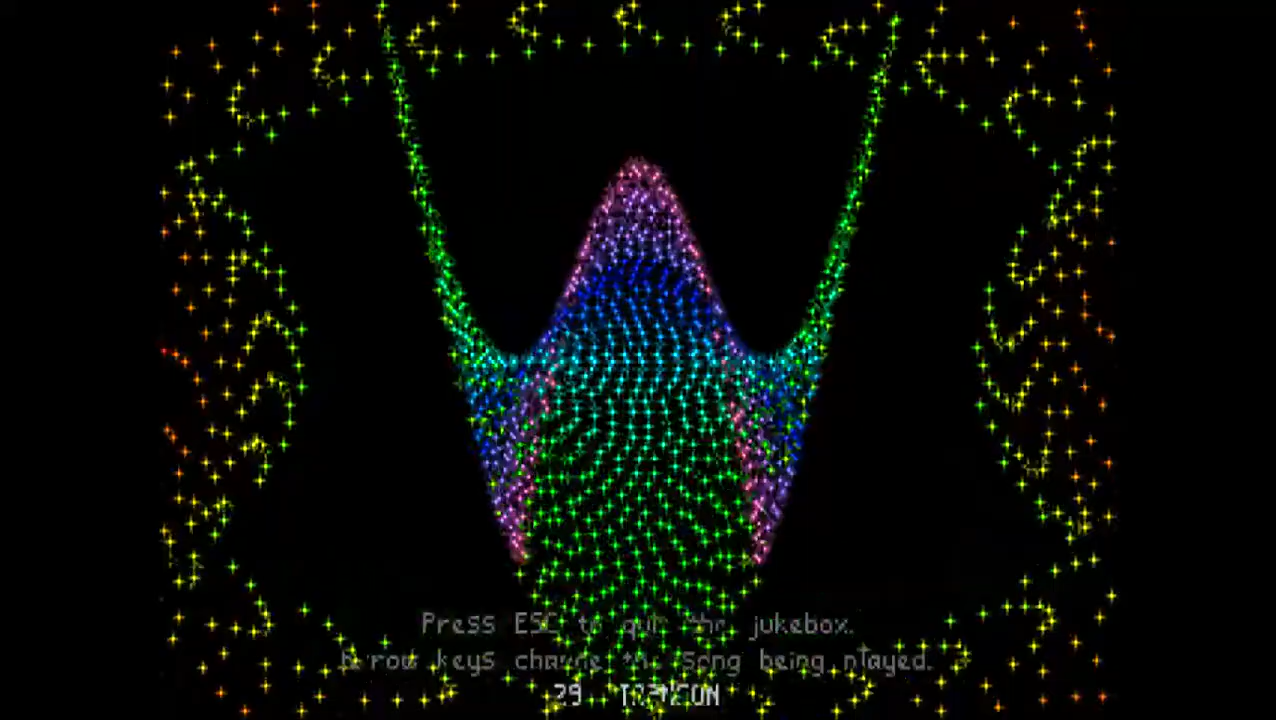 Press ESC to quit the jukebox.
Arrow keys change the song being played.
29